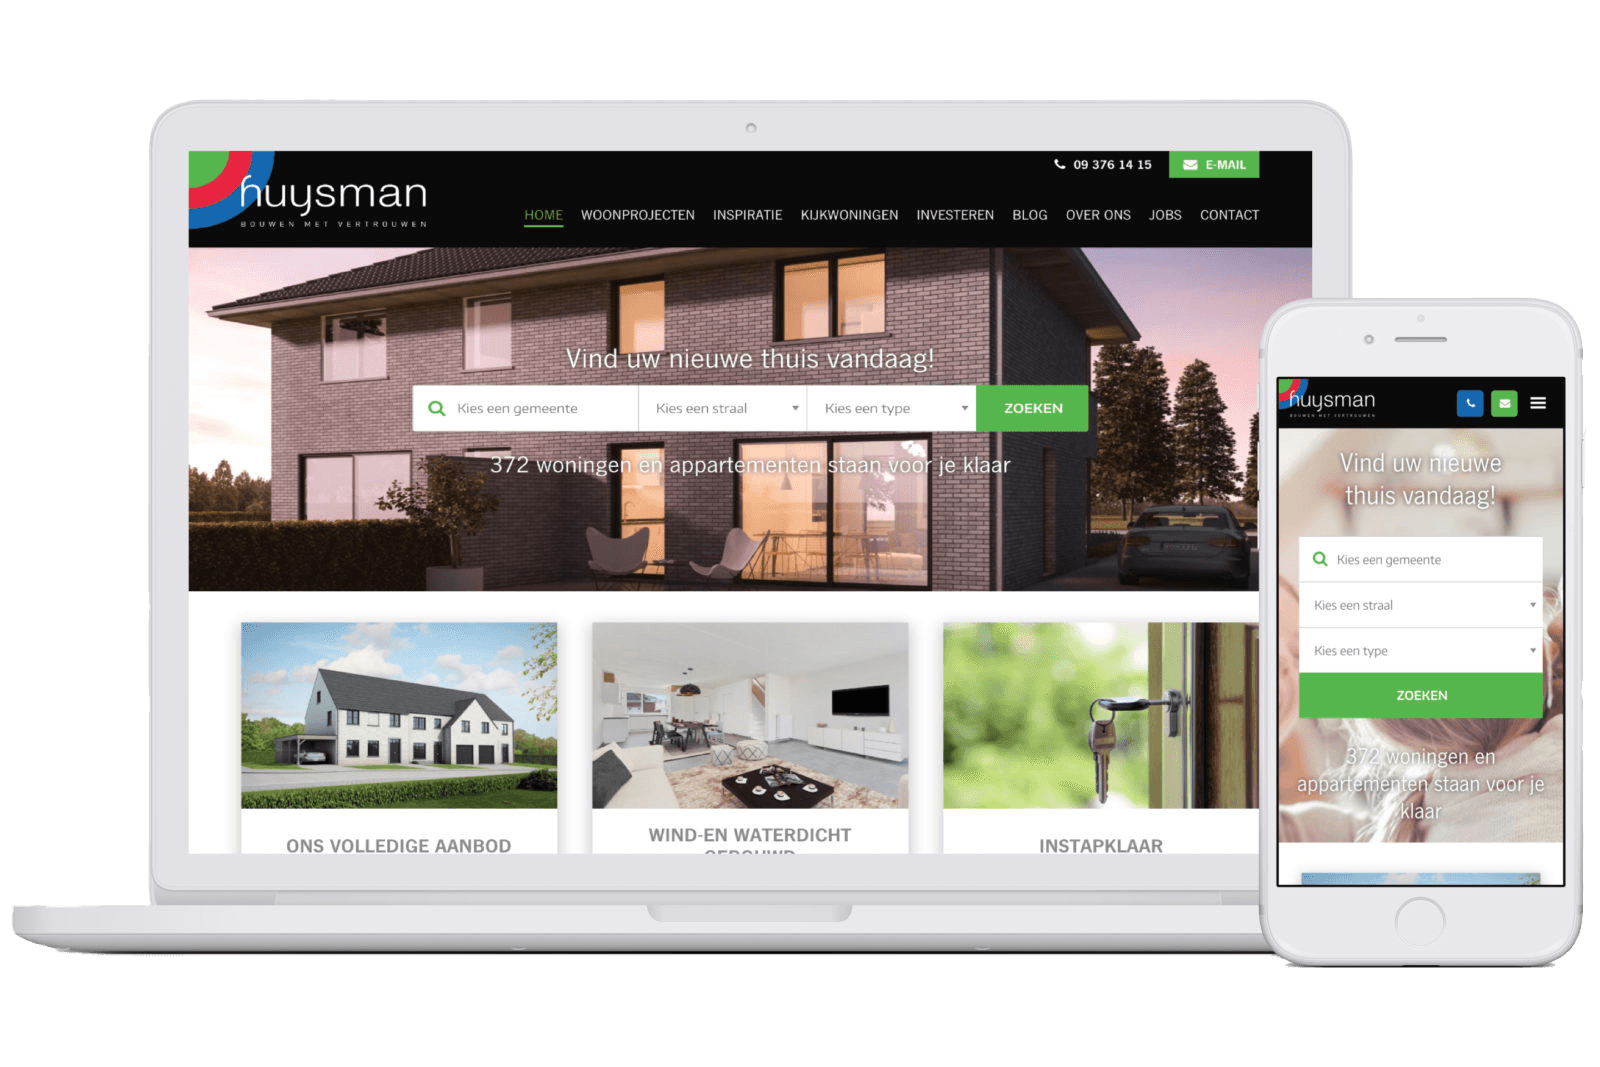 09 376 14 15
E-MAIL
huysman
BOUWEN MET VERTROUWEN
HOME WOONPROJECTEN INSPIRATIE KIJKWONINGEN INVESTEREN BLOG OVER ONS JOBS CONTACT
Vind uw nieuwe thuis vandaag!
Kies een gemeente Kies een straal Kies een type ZOEKEN
372 woningen en appartementen staan voor je klaar
ONS VOLLEDIGE AANBOD
WIND-EN WATERDICHT
INSTAPKLAAR
huysman
BOUWEN MET VERTROUWEN
Vind uw nieuwe
thuis vandaag!
Kies een gemeente
Kies een straal
Kies een type
ZOEKEN
372 woningen en
appartementen staan voor je
klaar